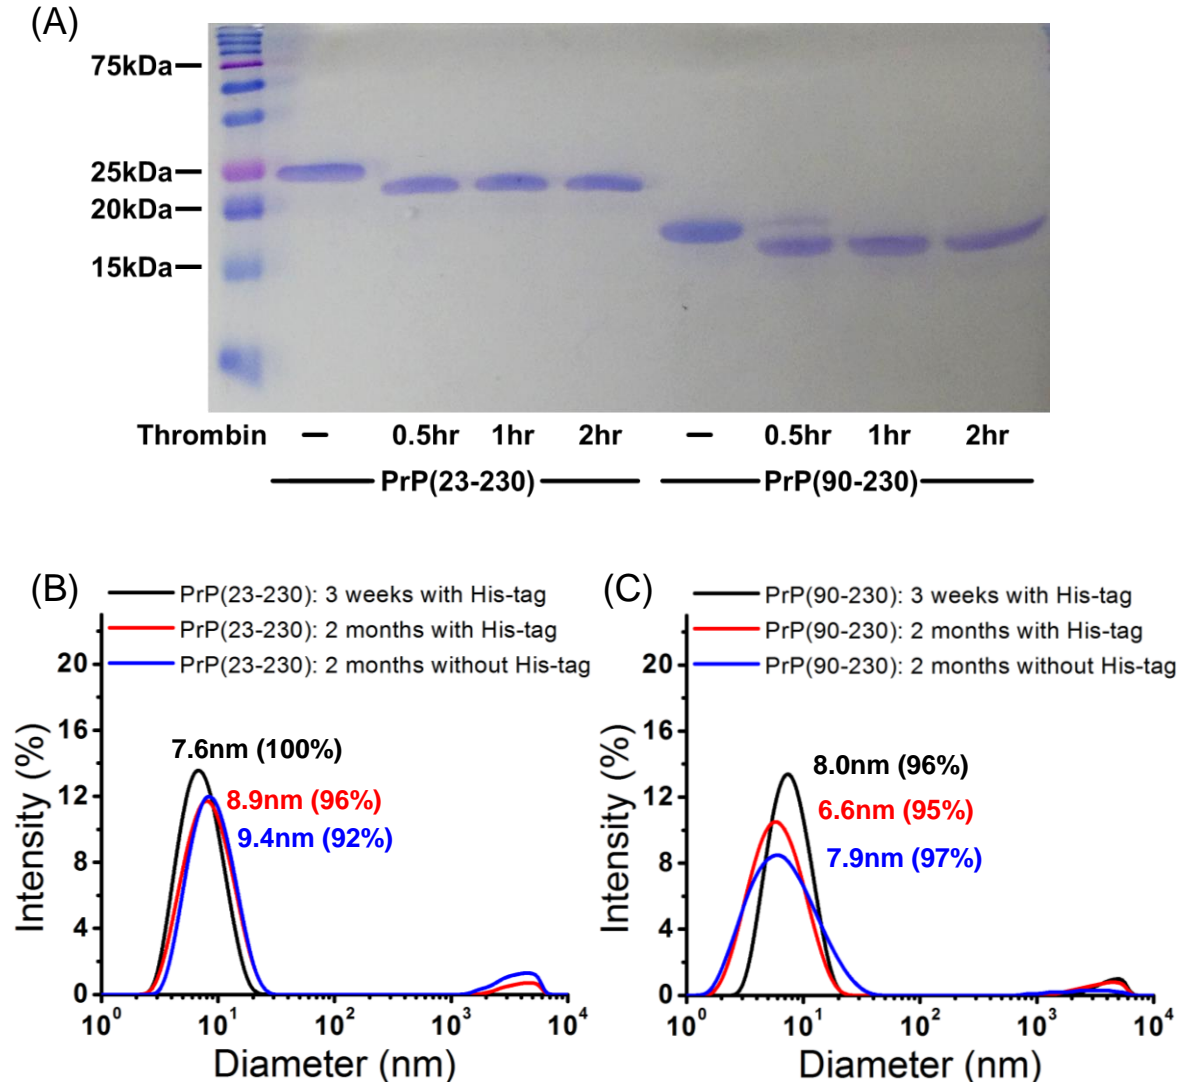 (A)
75kDa
25kDa
20kDa
15kDa
Thrombin – 0.5hr 1hr 2hr – 0.5hr 1hr 2hr
PrP(23-230) PrP(90-230)
(B)
PrP(23-230): 3 weeks with His-tag
PrP(23-230): 2 months with His-tag
PrP(23-230): 2 months without His-tag
20
16
12
8
4
0
Intensity (%)
7.6nm (100%)
8.9nm (96%)
9.4nm (92%)
10⁰ 10¹ 10² 10³ 10⁴
Diameter (nm)
(C)
PrP(90-230): 3 weeks with His-tag
PrP(90-230): 2 months with His-tag
PrP(90-230): 2 months without His-tag
20
16
12
8
4
0
Intensity (%)
8.0nm (96%)
6.6nm (95%)
7.9nm (97%)
10⁰ 10¹ 10² 10³ 10⁴
Diameter (nm)